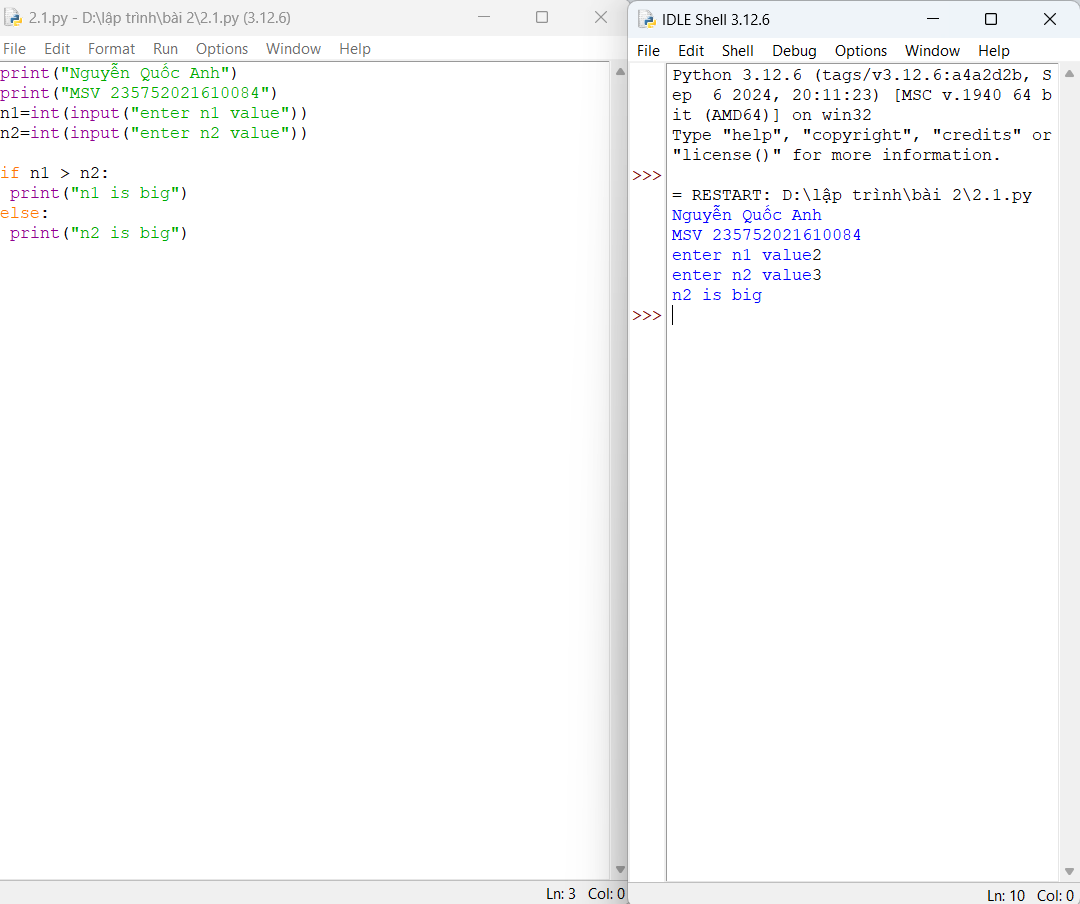 2.1.py - D:\lập trình\bài 2\2.1.py (3.12.6)
File Edit Format Run Options Window Help
print("Nguyễn Quốc Anh")
print("MSV 235752021610084")
n1=int(input("enter n1 value"))
n2=int(input("enter n2 value"))
if n1 > n2:
 print("n1 is big")
else:
 print("n2 is big")
Ln: 3 Col: 0
IDLE Shell 3.12.6
File Edit Shell Debug Options Window Help
Python 3.12.6 (tags/v3.12.6:a4a2d2b, S
ep  6 2024, 20:11:23) [MSC v.1940 64 b
it (AMD64)] on win32
Type "help", "copyright", "credits" or
"license()" for more information.
>>>
= RESTART: D:\lập trình\bài 2\2.1.py
Nguyễn Quốc Anh
MSV 235752021610084
enter n1 value2
enter n2 value3
n2 is big
>>>
Ln: 10 Col: 0